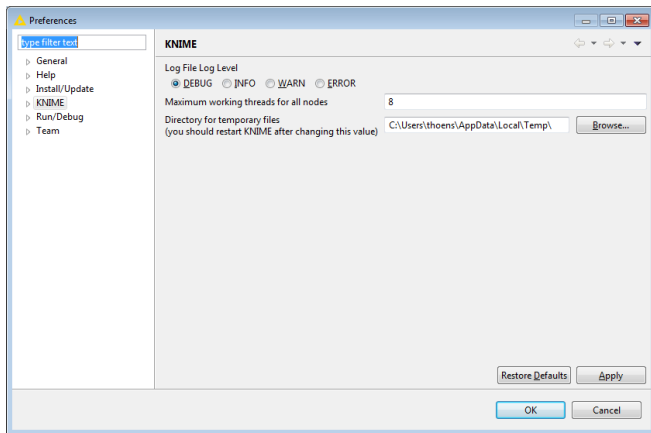 Preferences
type filter text
General
Help
Install/Update
KNIME
Run/Debug
Team
KNIME
Log File Log Level
DEBUG INFO WARN ERROR
Maximum working threads for all nodes 8
Directory for temporary files
(you should restart KNIME after changing this value) C:\Users\thoens\AppData\Local\Temp\ Browse...
Restore Defaults Apply
OK Cancel